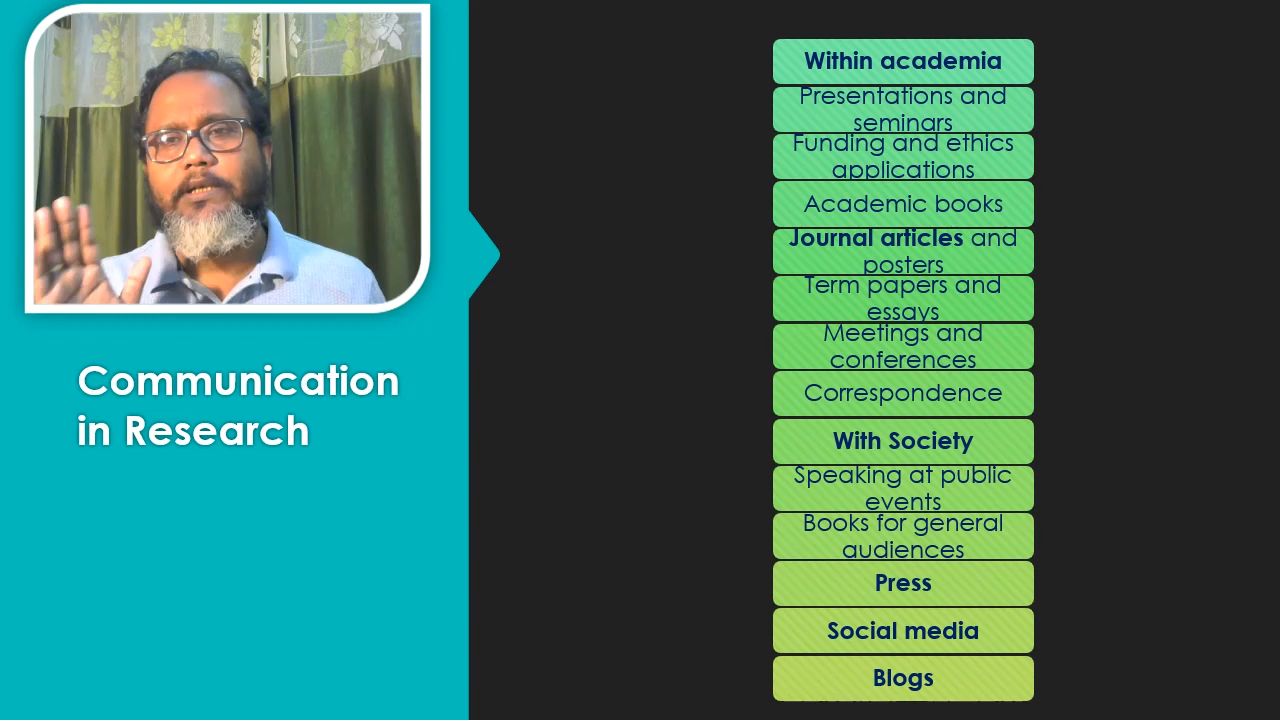 Communication
in Research
Within academia
Presentations and
seminars
Funding and ethics
applications
Academic books
Journal articles and
posters
Term papers and
essays
Meetings and
conferences
Correspondence
With Society
Speaking at public
events
Books for general
audiences
Press
Social media
Blogs